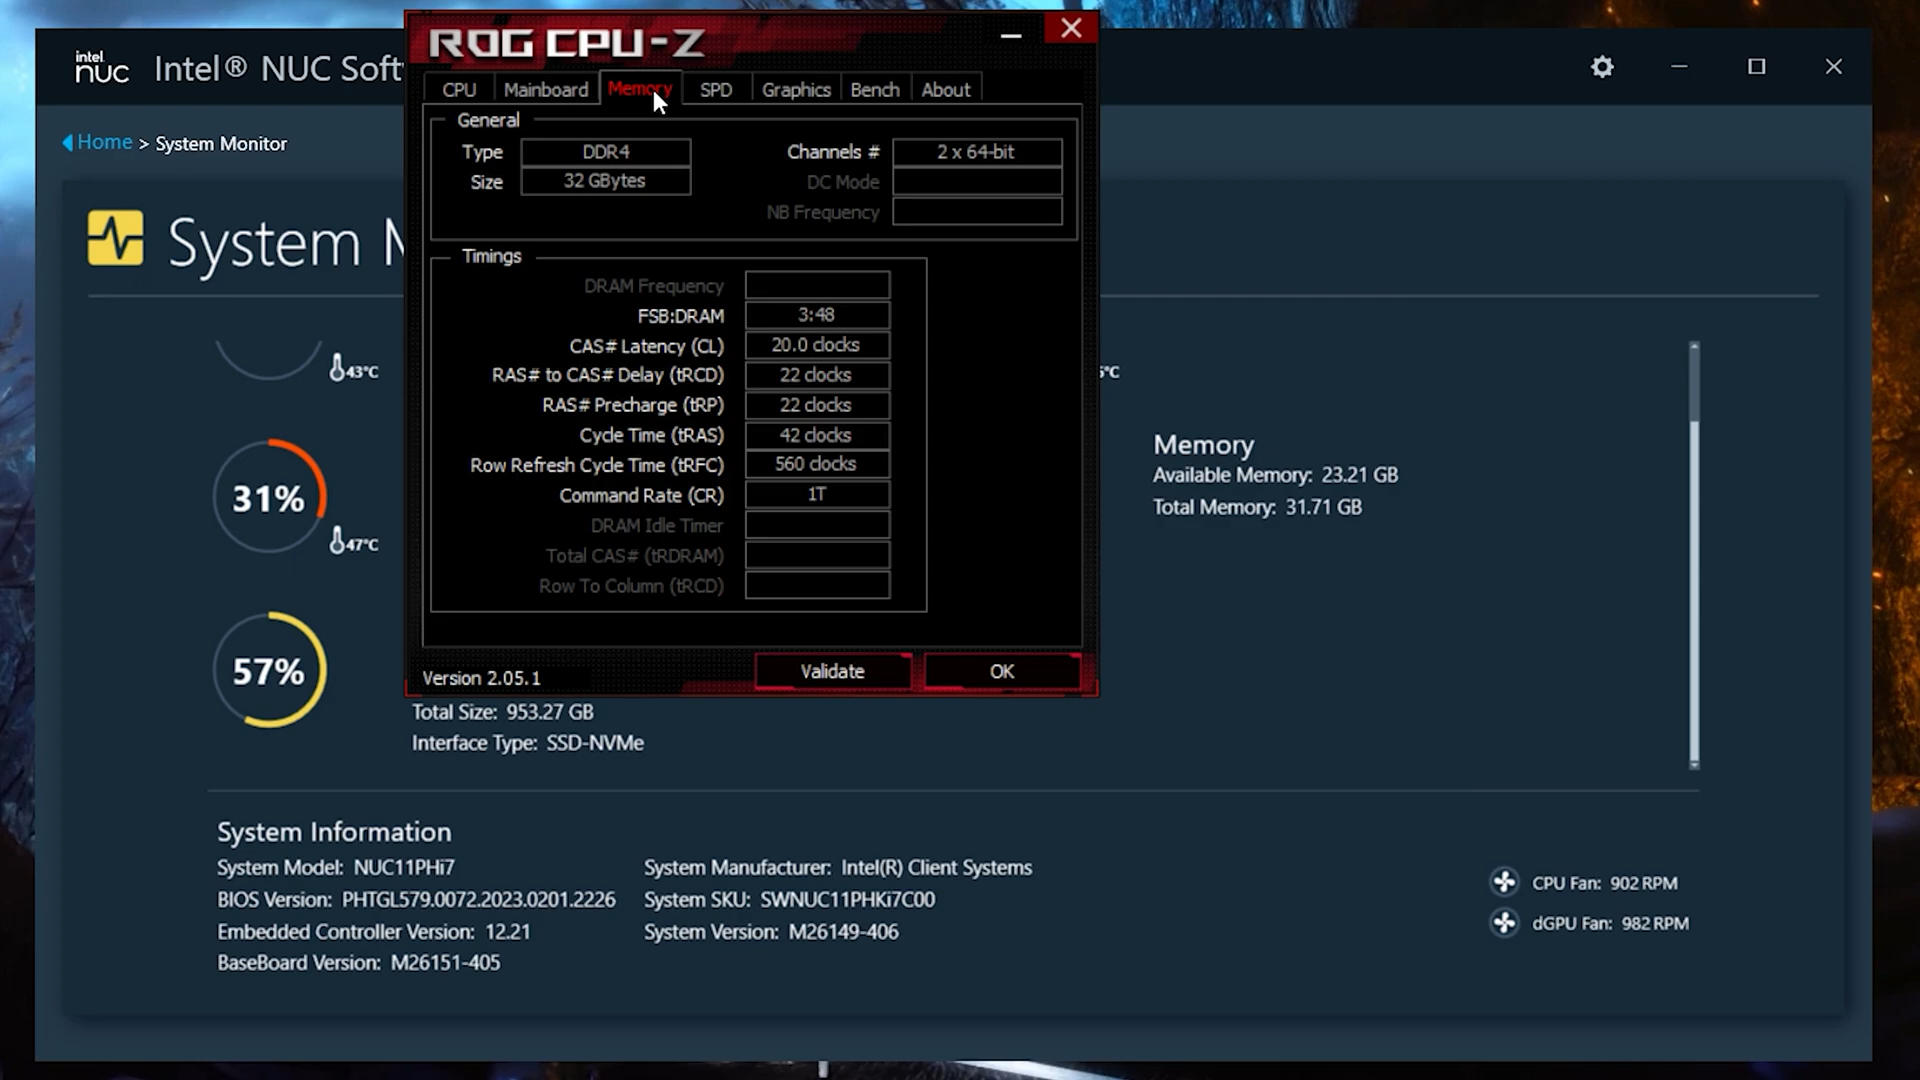 ROG CPU-Z
intel nuc
Intel® NUC Soft
CPU Mainboard Memory SPD Graphics Bench About
Home > System Monitor
General
Type DDR4 Channels # 2 x 64-bit
Size 32 GBytes DC Mode
NB Frequency
System M
Timings
DRAM Frequency
FSB:DRAM 3:48
CAS# Latency (CL) 20.0 clocks
RAS# to CAS# Delay (tRCD) 22 clocks
RAS# Precharge (tRP) 22 clocks
Cycle Time (tRAS) 42 clocks
Row Refresh Cycle Time (tRFC) 560 clocks
Command Rate (CR) 1T
DRAM Idle Timer
Total CAS# (tRDRAM)
Row To Column (tRCD)
Version 2.05.1 Validate OK
43°C
5°C
31%
47°C
57%
Memory
Available Memory: 23.21 GB
Total Memory: 31.71 GB
Total Size: 953.27 GB
Interface Type: SSD-NVMe
System Information
System Model: NUC11PHi7 System Manufacturer: Intel(R) Client Systems
BIOS Version: PHTGL579.0072.2023.0201.2226 System SKU: SWNUC11PHKi7C00
Embedded Controller Version: 12.21 System Version: M26149-406
BaseBoard Version: M26151-405
CPU Fan: 902 RPM
dGPU Fan: 982 RPM